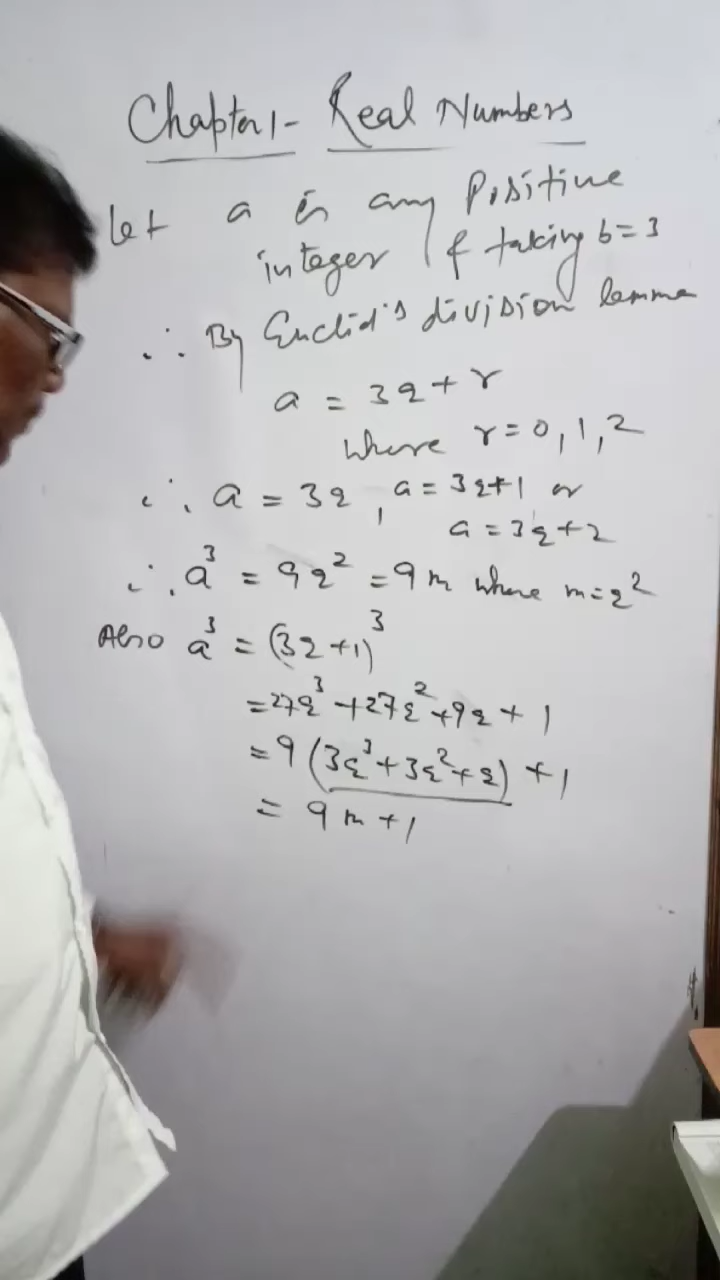 Chapter 1- Real Numbers
Let a is any Positive
integer & taking b=3
∴ By Euclid's division lemma
a = 3q + r
where r = 0, 1, 2
∴ a = 3q, a = 3q+1 or
a = 3q+2
∴ a³ = 9q² = 9m where m=q²
Also a³ = (3q+1)³
= 27q³ + 27q² + 9q + 1
= 9(3q³+3q²+q) + 1
= 9m + 1